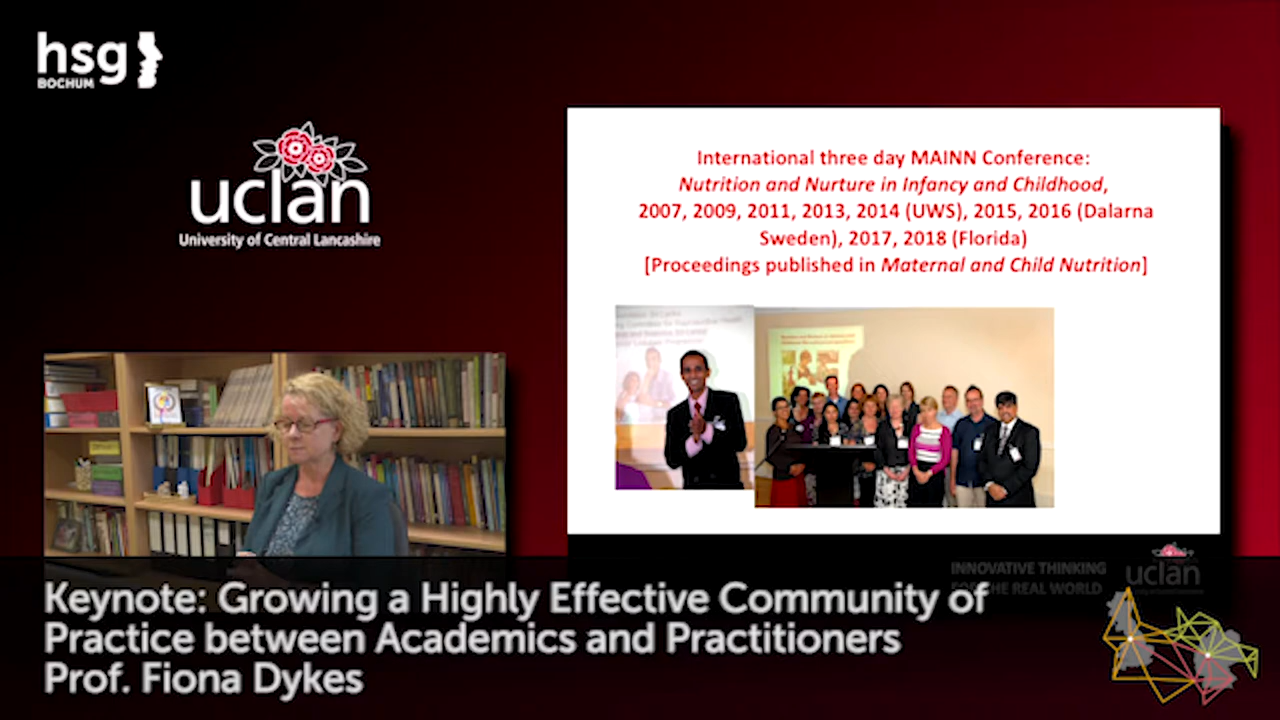 hsg
BOCHUM
uclan
University of Central Lancashire
International three day MAINN Conference:
Nutrition and Nurture in Infancy and Childhood,
2007, 2009, 2011, 2013, 2014 (UWS), 2015, 2016 (Dalarna
Sweden), 2017, 2018 (Florida)
[Proceedings published in Maternal and Child Nutrition]
INNOVATIVE THINKING
FOR THE REAL WORLD
uclan
Keynote: Growing a Highly Effective Community of
Practice between Academics and Practitioners
Prof. Fiona Dykes